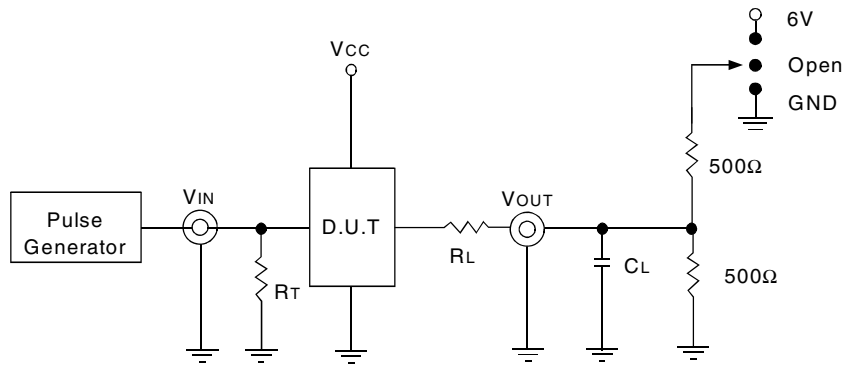 6V
Open
GND
VCC
500Ω
VIN
VOUT
Pulse
Generator
D.U.T
RL
RT
CL
500Ω